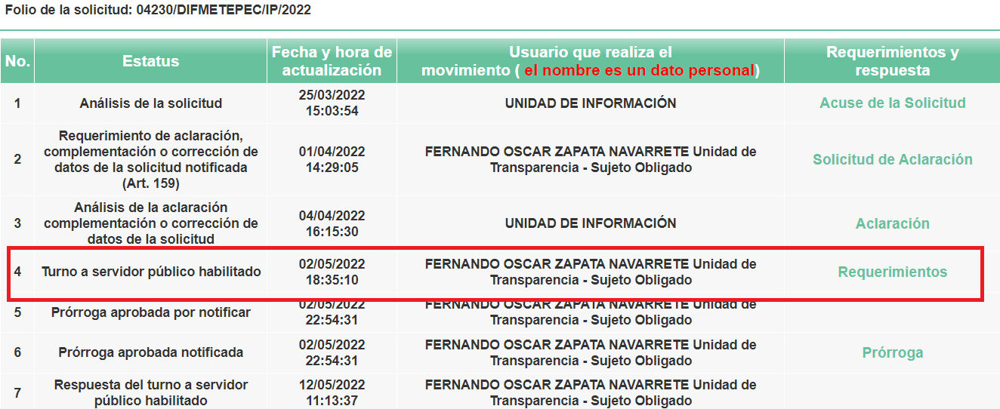 Folio de la solicitud: 04230/DIFMETEPEC/IP/2022
No.
Estatus
Fecha y hora de
actualización
Usuario que realiza el
movimiento ( el nombre es un dato personal)
Requerimientos y
respuesta
1
Análisis de la solicitud
25/03/2022
15:03:54
UNIDAD DE INFORMACIÓN
Acuse de la Solicitud
2
Requerimiento de aclaración,
complementación o corrección de
datos de la solicitud notificada
(Art. 159)
01/04/2022
14:29:05
FERNANDO OSCAR ZAPATA NAVARRETE Unidad de
Transparencia - Sujeto Obligado
Solicitud de Aclaración
3
Análisis de la aclaración
complementación o corrección de
datos de la solicitud
04/04/2022
16:15:30
UNIDAD DE INFORMACIÓN
Aclaración
4
Turno a servidor público habilitado
02/05/2022
18:35:10
FERNANDO OSCAR ZAPATA NAVARRETE Unidad de
Transparencia - Sujeto Obligado
Requerimientos
5
Prórroga aprobada por notificar
02/05/2022
22:54:31
FERNANDO OSCAR ZAPATA NAVARRETE Unidad de
Transparencia - Sujeto Obligado
6
Prórroga aprobada notificada
02/05/2022
22:54:31
FERNANDO OSCAR ZAPATA NAVARRETE Unidad de
Transparencia - Sujeto Obligado
Prórroga
7
Respuesta del turno a servidor
público habilitado
12/05/2022
11:13:37
FERNANDO OSCAR ZAPATA NAVARRETE Unidad de
Transparencia - Sujeto Obligado